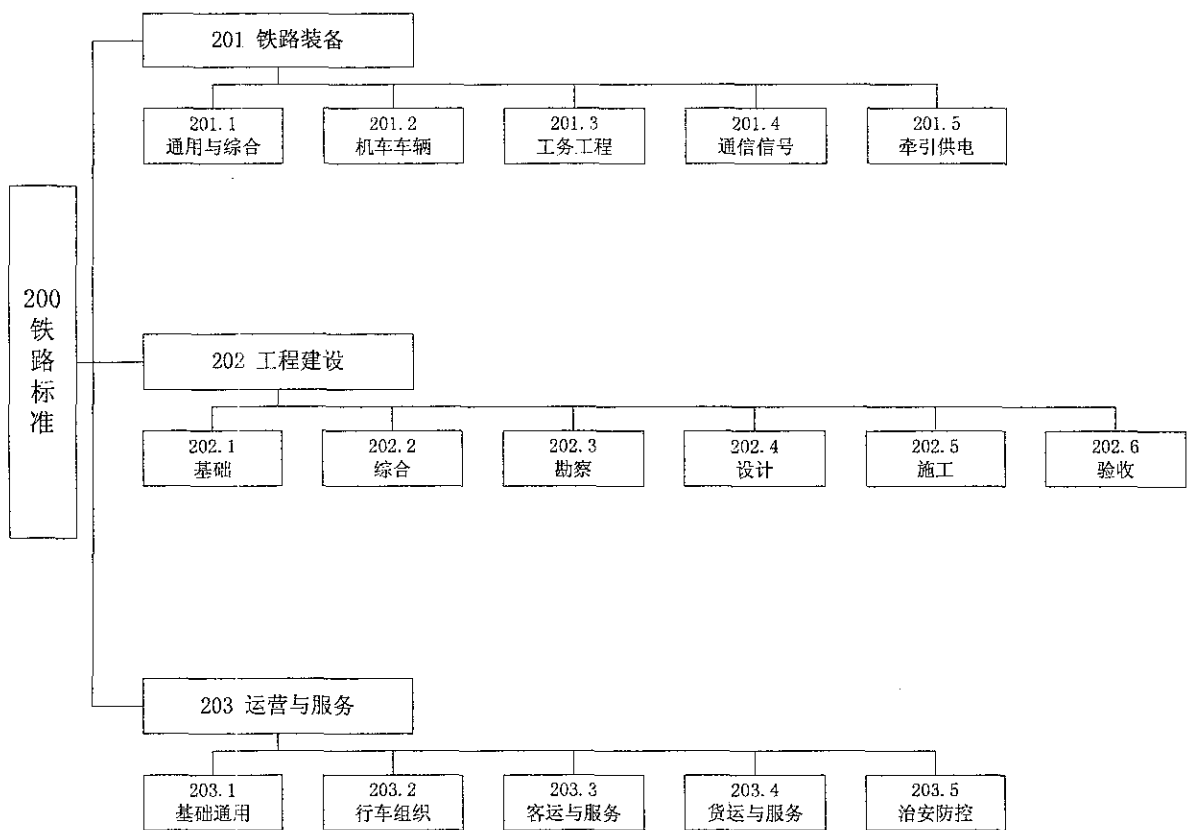 201 铁路装备
201.1
通用与综合
201.2
机车车辆
201.3
工务工程
201.4
通信信号
201.5
牵引供电
200
铁
路
标
准
202 工程建设
202.1
基础
202.2
综合
202.3
勘察
202.4
设计
202.5
施工
202.6
验收
203 运营与服务
203.1
基础通用
203.2
行车组织
203.3
客运与服务
203.4
货运与服务
203.5
治安防控